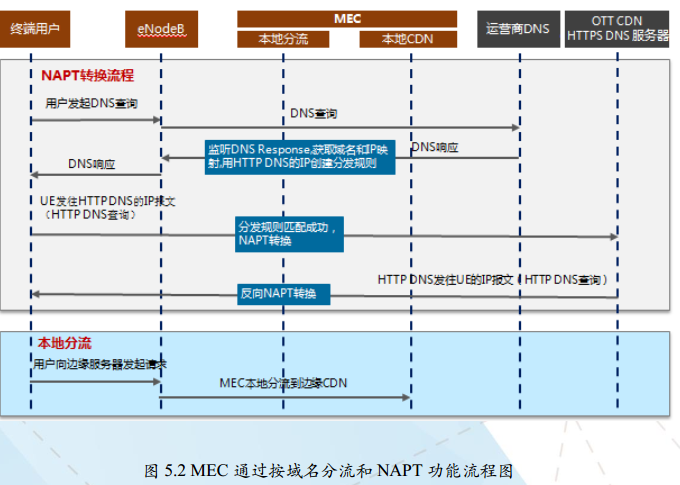 终端用户
eNodeB
MEC
本地分流
本地CDN
运营商DNS
OTT CDN
HTTPS DNS 服务器
NAPT转换流程
用户发起DNS查询
DNS查询
监听DNS Response,获取域名和IP映
射,用HTTP DNS的IP创建分发规则
DNS响应
DNS响应
UE发往HTTPDNS的IP报文
（HTTP DNS查询）
分发规则匹配成功，
NAPT转换
HTTP DNS发往UE的IP报文（HTTP DNS查询）
反向NAPT转换
本地分流
用户向边缘服务器发起请求
MEC本地分流到边缘CDN
图 5.2 MEC 通过按域名分流和 NAPT 功能流程图